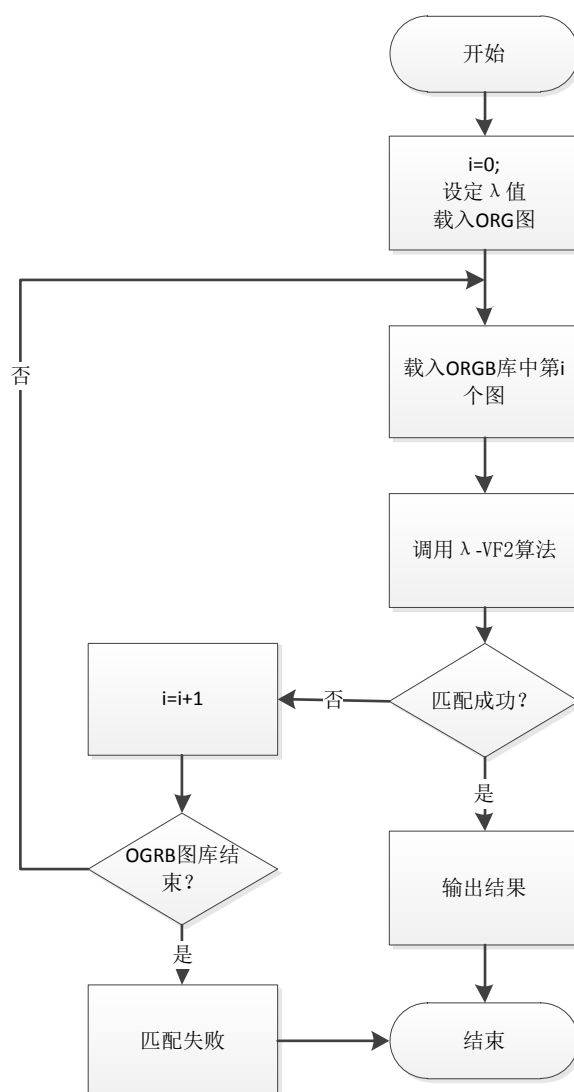 开始
i=0;
设定λ值
载入ORG图
否
载入ORGB库中第i
个图
调用λ-VF2算法
i=i+1
否
匹配成功?
是
OGRB图库结
束?
输出结果
是
匹配失败
结束